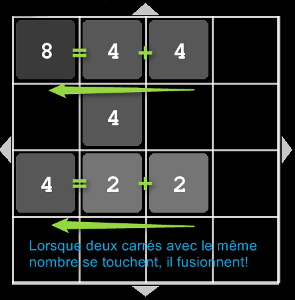 8 = 4 + 4
4
4 = 2 + 2
Lorsque deux carrés avec le même
nombre se touchent, il fusionnent!